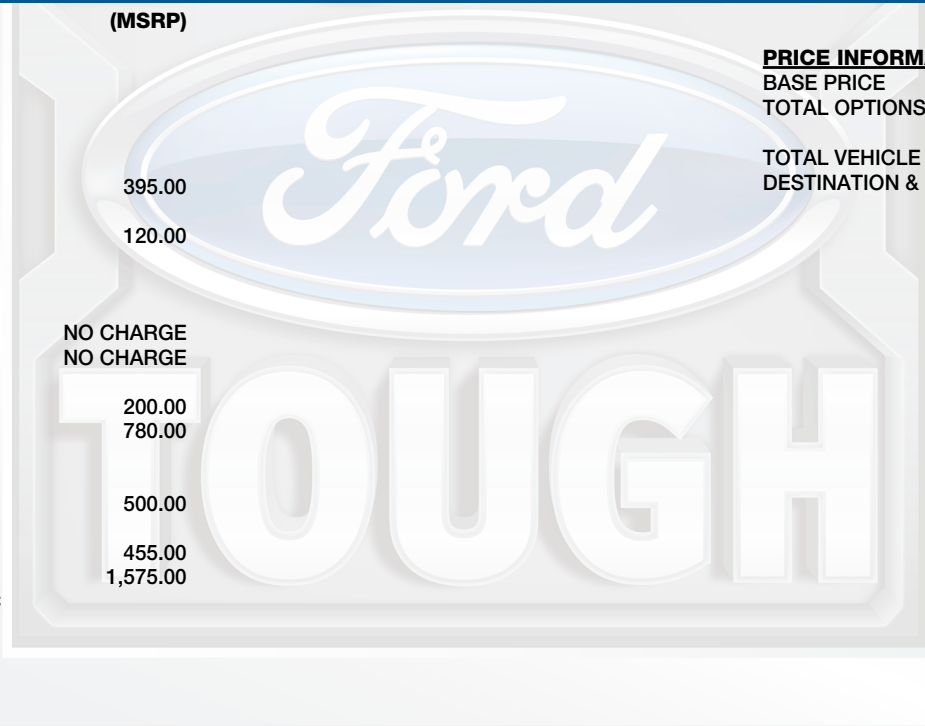 (MSRP)
PRICE
BASE PRICE
TOTAL OPTIONS
TOTAL VEHICLE
DESTINATION &
395.00
120.00
NO CHARGE
NO CHARGE
200.00
780.00
500.00
455.00
1,575.00
Ford
TOUGH